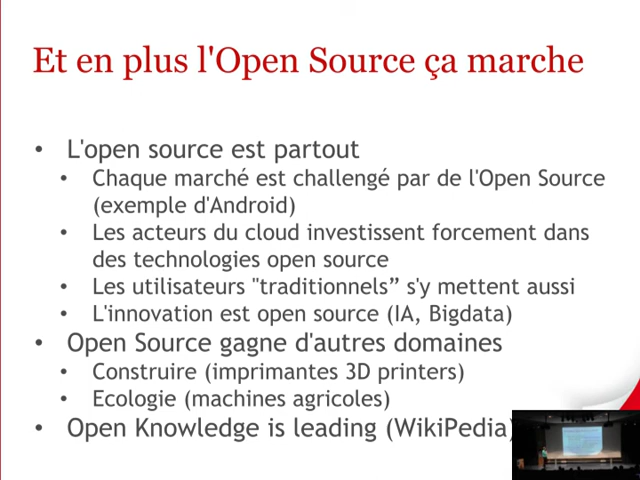 Et en plus l'Open Source ça marche
• L'open source est partout
• Chaque marché est challengé par de l'Open Source
(exemple d'Android)
• Les acteurs du cloud investissent forcement dans
des technologies open source
• Les utilisateurs "traditionnels” s'y mettent aussi
• L'innovation est open source (IA, Bigdata)
• Open Source gagne d'autres domaines
• Construire (imprimantes 3D printers)
• Ecologie (machines agricoles)
• Open Knowledge is leading (WikiPedia)